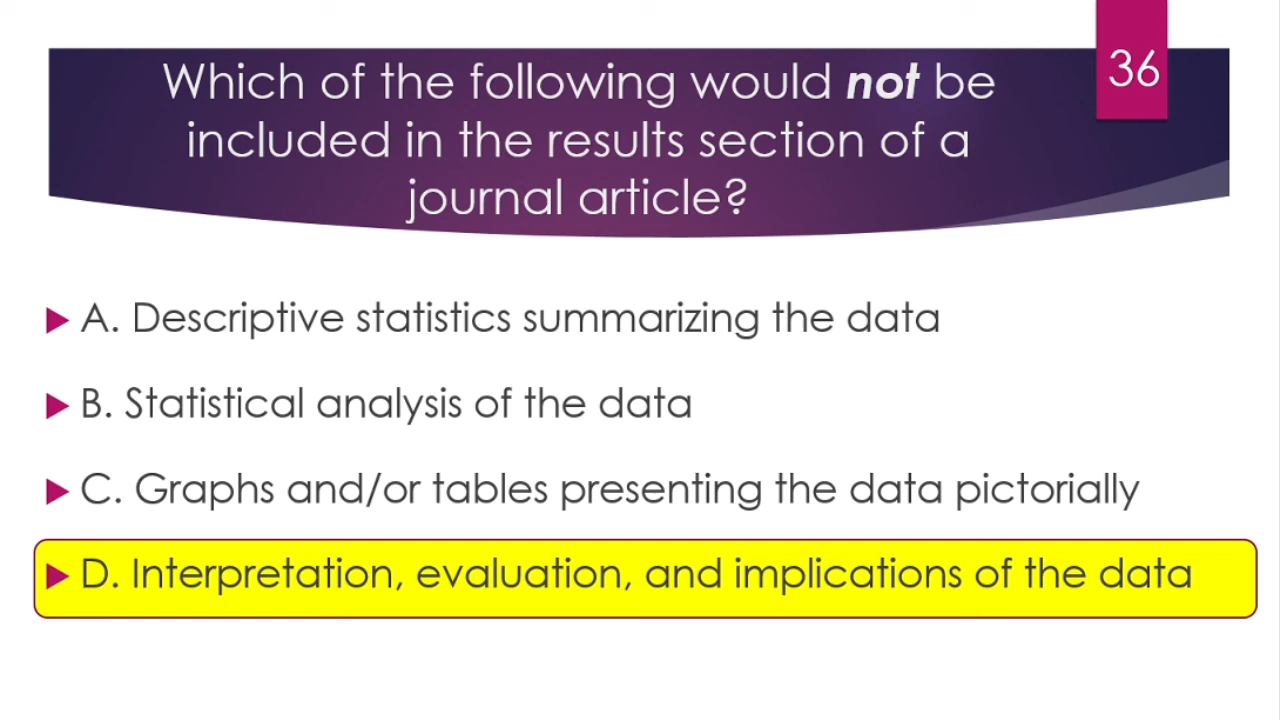 36
Which of the following would not be
included in the results section of a
journal article?
A. Descriptive statistics summarizing the data
B. Statistical analysis of the data
C. Graphs and/or tables presenting the data pictorially
D. Interpretation, evaluation, and implications of the data